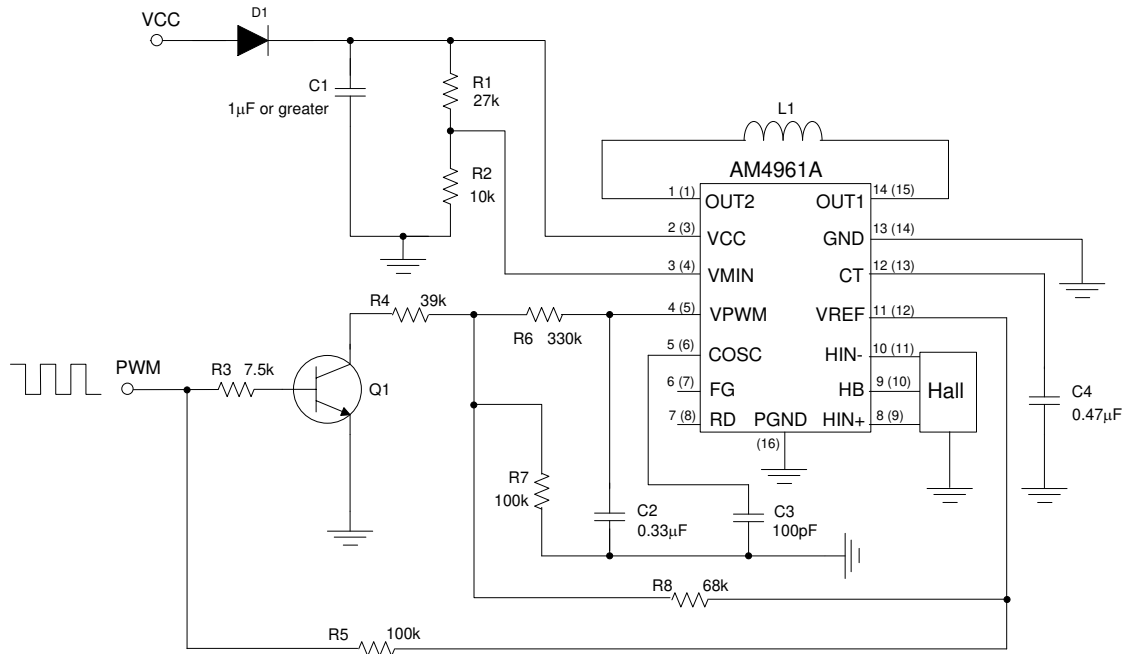 VCC
D1
C1
1µF or greater
R1
27k
R2
10k
L1
AM4961A
1 (1)
OUT2
OUT1
14 (15)
2 (3)
VCC
GND
13 (14)
3 (4)
VMIN
CT
12 (13)
4 (5)
VPWM
VREF
11 (12)
5 (6)
COSC
HIN-
10 (11)
6 (7)
FG
HB
9 (10)
7 (8)
RD
PGND
HIN+
8 (9)
(16)
Hall
C4
0.47µF
R4
39k
R6
330k
PWM
R3
7.5k
Q1
R7
100k
C2
0.33µF
C3
100pF
R8
68k
R5
100k